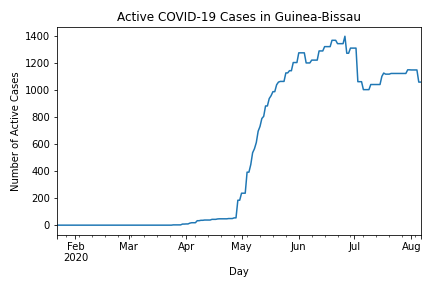 Active COVID-19 Cases in Guinea-Bissau
Number of Active Cases
1400
1200
1000
800
600
400
200
0
Feb Mar Apr May Jun Jul Aug
2020
Day